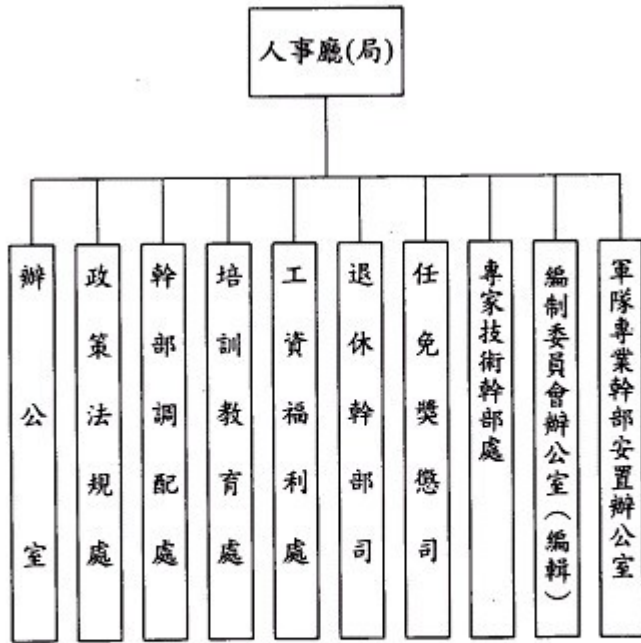 人事廳(局)
辦公室
政策法規處
幹部調配處
培訓教育處
工資福利處
退休幹部司
任免獎懲司
專家技術幹部處
編制委員會辦公室(編輯)
軍隊專業幹部安置辦公室